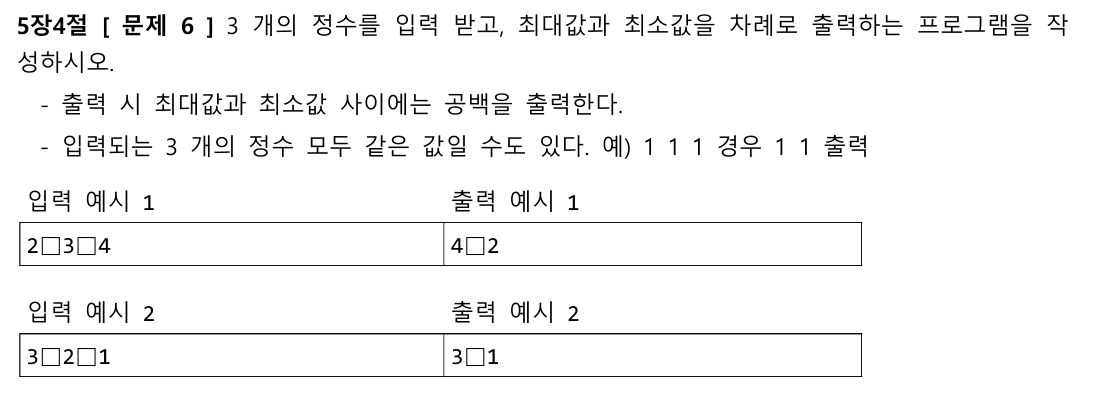 5장4절 [ 문제 6 ] 3 개의 정수를 입력 받고, 최대값과 최소값을 차례로 출력하는 프로그램을 작
성하시오.
- 출력 시 최대값과 최소값 사이에는 공백을 출력한다.
- 입력되는 3 개의 정수 모두 같은 값일 수도 있다. 예) 1 1 1 경우 1 1 출력
입력 예시 1 출력 예시 1
2□3□4 4□2
입력 예시 2 출력 예시 2
3□2□1 3□1